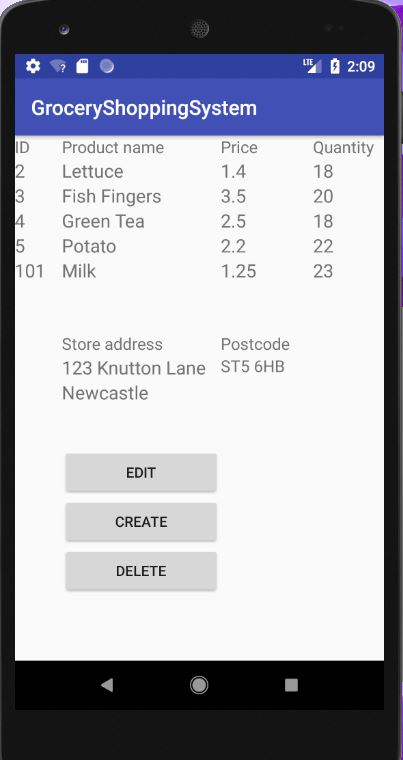 LTE 2:09
GroceryShoppingSystem
ID Product name Price Quantity
2 Lettuce 1.4 18
3 Fish Fingers 3.5 20
4 Green Tea 2.5 18
5 Potato 2.2 22
101 Milk 1.25 23
Store address Postcode
123 Knutton Lane ST5 6HB
Newcastle
EDIT
CREATE
DELETE